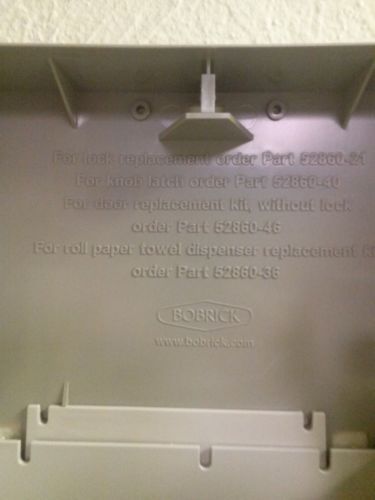 For lock replacement order Part 52860-21
For knob latch order Part 52860-40
For door replacement kit, without lock
order Part 52860-46
For roll paper towel dispenser replacement
order Part 52860-36
BOBRICK
www.bobrick.com